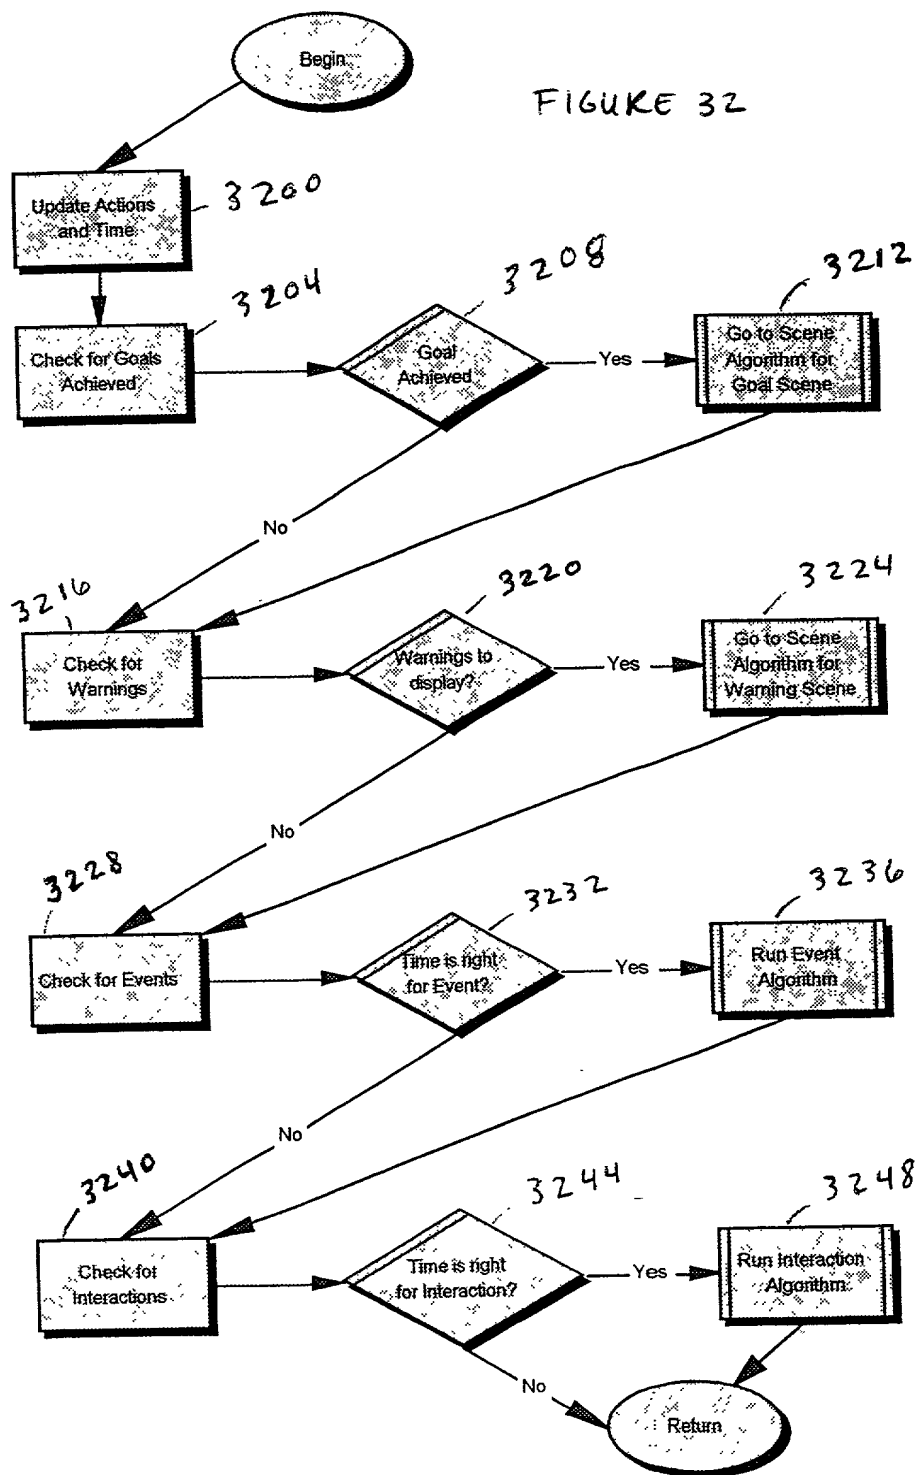 Begin
FIGURE 32
Update Actions
and Time
3200
3204
3208
3212
Check for Goals
Achieved
Goal
Achieved
Yes
Go to Scene
Algorithm for
Goal Scene
No
3216
3220
3224
Check for
Warnings
Warnings to
display?
Yes
Go to Scene
Algorithm for
Warning Scene
No
3228
3232
3236
Check for Events
Time is right
for Event?
Yes
Run Event
Algorithm
No
3240
3244
3248
Check for
Interactions
Time is right
for Interaction?
Yes
Run Interaction
Algorithm
No
Return